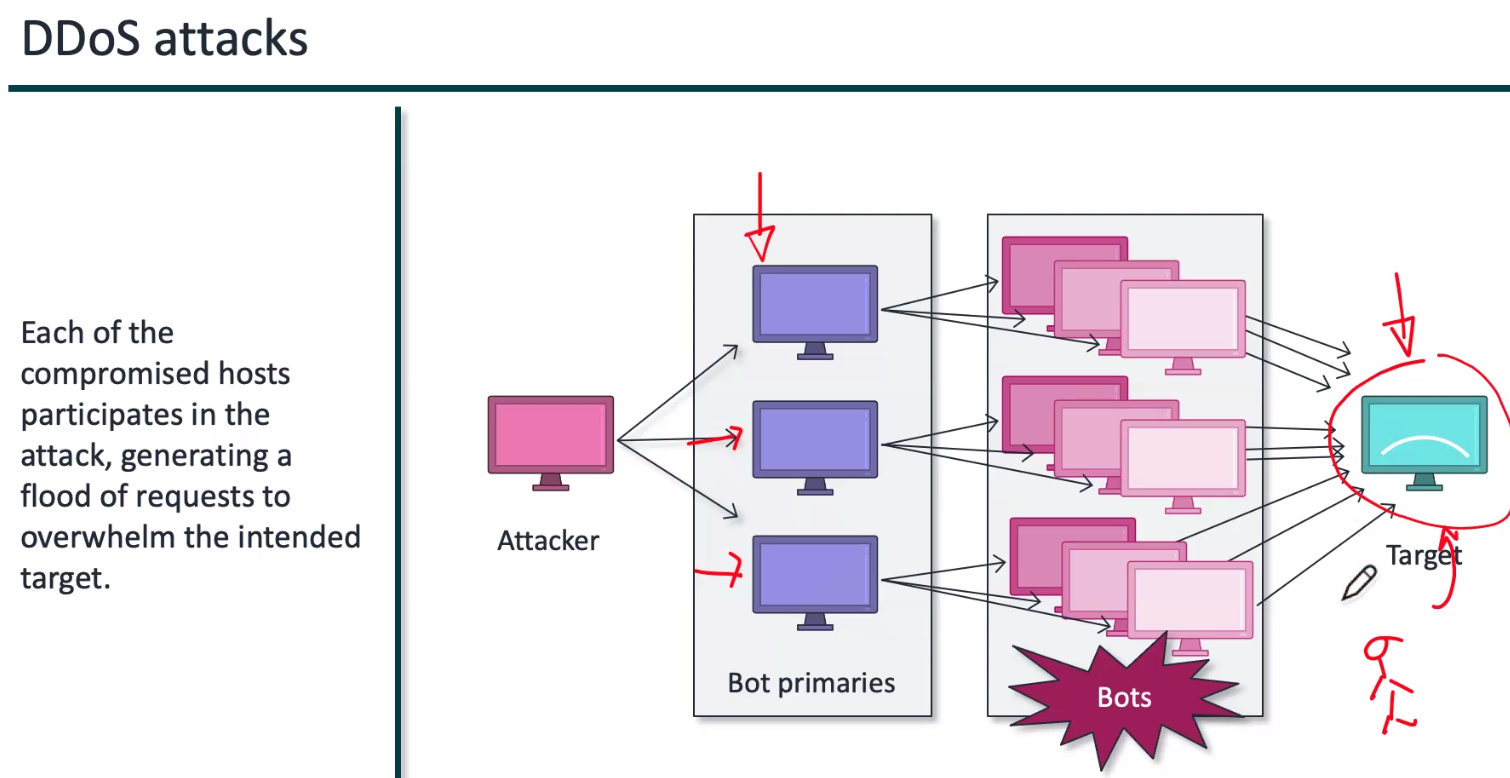 DDoS attacks
Each of the
compromised hosts
participates in the
attack, generating a
flood of requests to
overwhelm the intended
target.
Attacker
Bot primaries
Bots
Target